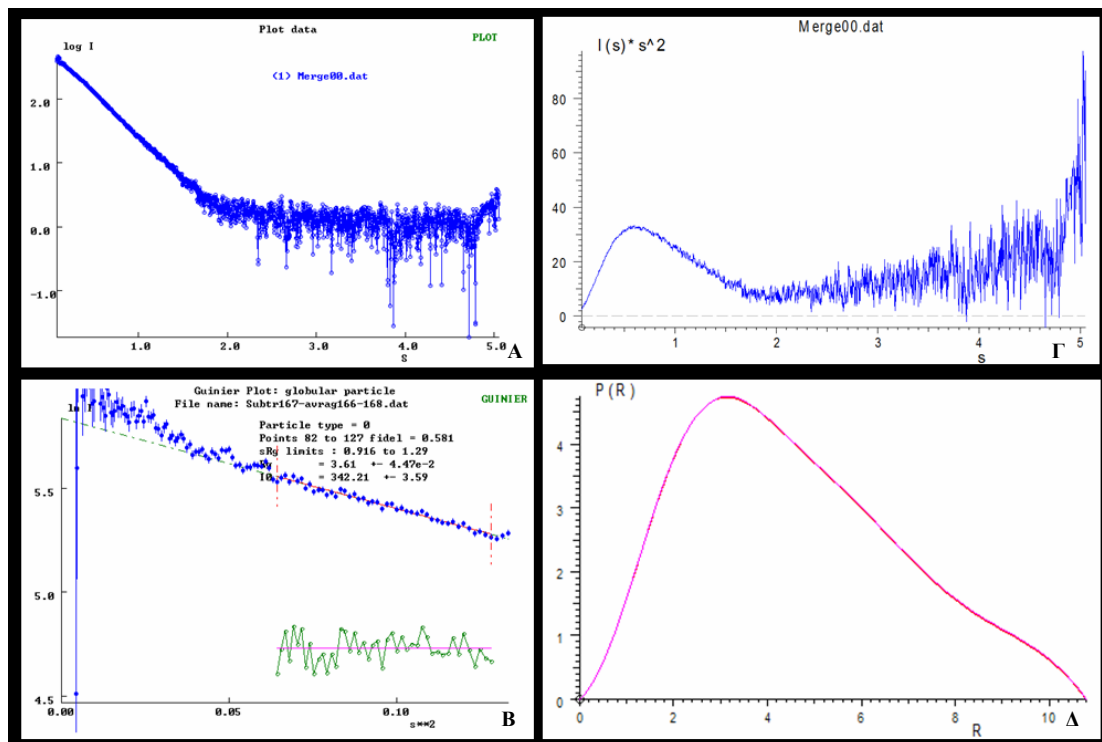 Plot data
log I
PLOT
(1) Merge00.dat
2.0
1.0
0.0
-1.0
1.0
2.0
3.0
4.0
5.0
s
A
Merge00.dat
I(s)* s^2
80
60
40
20
0
1
2
3
4
5
s
Γ
Guinier Plot: globular particle
GUINIER
File name: Subtr167-avrag166-168.dat
Particle type = 0
Points 82 to 127 fidel = 0.581
sRg limits : 0.916 to 1.29
= 3.61 +- 4.47e-2
= 342.21 +- 3.59
5.5
5.0
4.5
0.00
0.05
0.10
s**2
B
P(R)
4
3
2
1
0
0
2
4
6
8
10
R
Δ